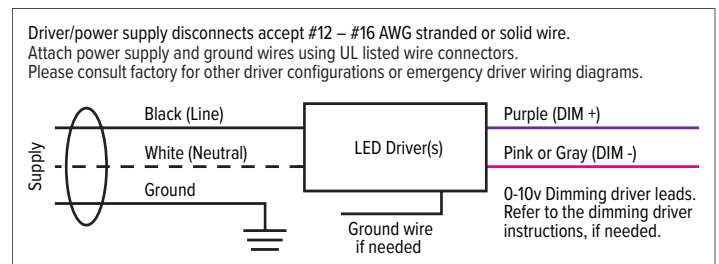 Driver/power supply disconnects accept #12 – #16 AWG stranded or solid wire.
Attach power supply and ground wires using UL listed wire connectors.
Please consult factory for other driver configurations or emergency driver wiring diagrams.
Supply
Black (Line)
White (Neutral)
Ground
LED Driver(s)
Ground wire
if needed
Purple (DIM +)
Pink or Gray (DIM -)
0-10v Dimming driver leads.
Refer to the dimming driver
instructions, if needed.